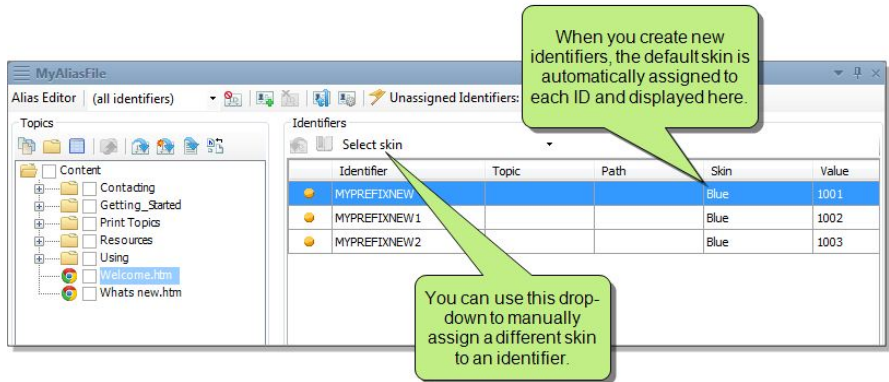 When you create new
identifiers, the default skin is
automatically assigned to
each ID and displayed here.
MyAliasFile
Alias Editor (all identifiers) Unassigned Identifiers:
Topics
Identifiers
Select skin
Identifier Topic Path Skin Value
MYPREFIXNEW Blue 1001
MYPREFIXNEW1 Blue 1002
MYPREFIXNEW2 Blue 1003
Content
Contacting
Getting_Started
Print Topics
Resources
Using
Welcome.htm
Whats new.htm
You can use this drop-
down to manually
assign a different skin
to an identifier.